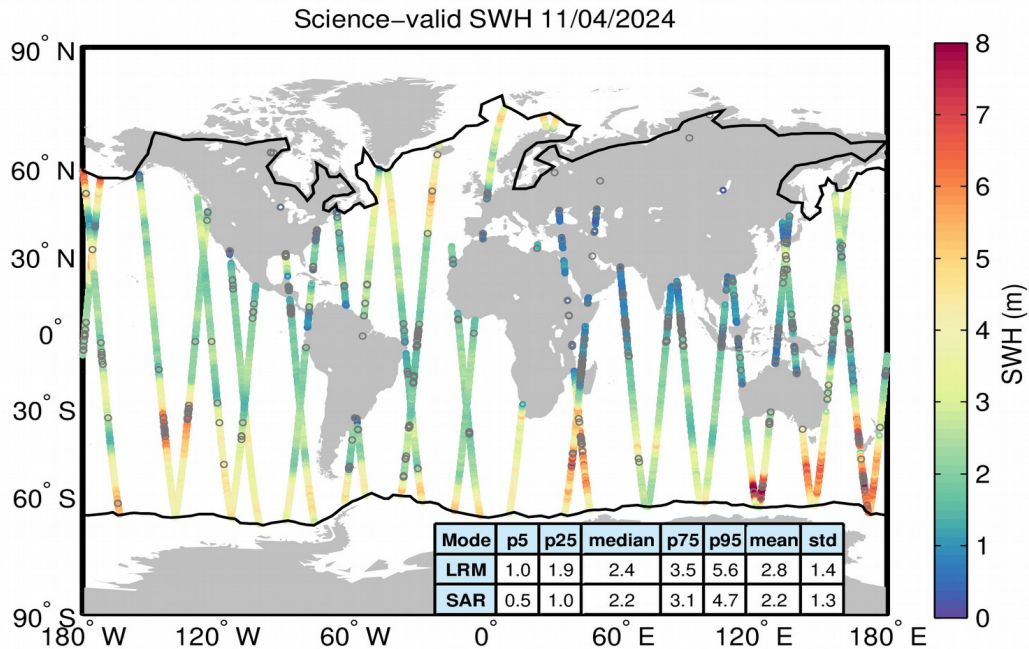 Science−valid SWH 11/04/2024
90° N
60° N
30° N
0°
30° S
60° S
90° S
180° W
120° W
60° W
0°
60° E
120° E
180° E
Mode p5 p25 median p75 p95 mean std
LRM 1.0 1.9 2.4 3.5 5.6 2.8 1.4
SAR 0.5 1.0 2.2 3.1 4.7 2.2 1.3
8
7
6
5
4
3
2
1
0
SWH (m)